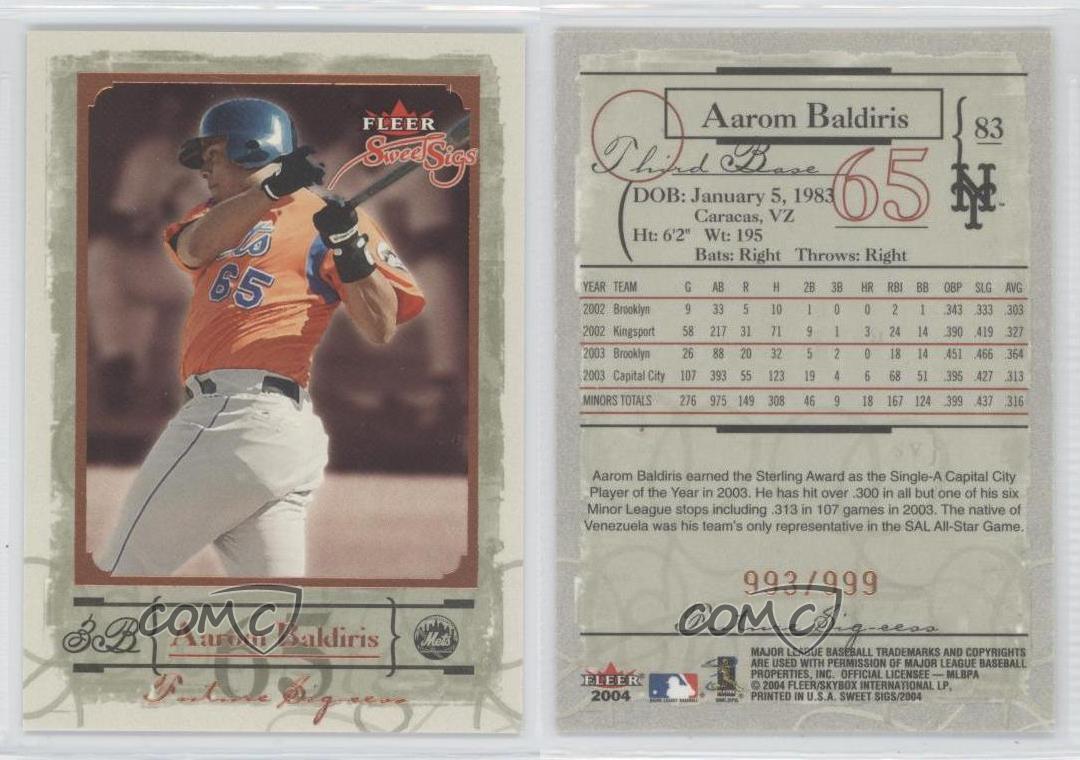 FLEER
Sweet Sigs
ts
65
3B
Aarom Baldiris
65
Mets
Future Sig-cess
COMC
Aarom Baldiris
83
Third Base
65
NY
DOB: January 5, 1983
Caracas, VZ
Ht: 6'2" Wt: 195
Bats: Right Throws: Right
YEAR TEAM G AB R H 2B 3B HR RBI BB OBP SLG AVG
2002 Brooklyn 9 33 5 10 1 0 0 2 1 .343 .333 .303
2002 Kingsport 58 217 31 71 9 1 3 24 14 .390 .419 .327
2003 Brooklyn 26 88 20 32 5 2 0 18 14 .451 .466 .364
2003 Capital City 107 393 55 123 19 4 6 68 51 .396 .427 .313
MINORS TOTALS 276 975 149 308 46 9 18 167 124 .399 .437 .316
Aarom Baldiris earned the Sterling Award as the Single-A Capital City
Player of the Year in 2003. He has hit over .300 in all but one of his six
Minor League stops including .313 in 107 games in 2003. The native of
Venezuela was his team's only representative in the SAL All-Star Game.
993/999
Future Sig-cess
COMC
FLEER
2004
MAJOR LEAGUE BASEBALL TRADEMARKS AND COPYRIGHTS
ARE USED WITH PERMISSION OF MAJOR LEAGUE BASEBALL
PROPERTIES, INC. OFFICIAL LICENSEE — MLBPA
© 2004 FLEER/SKYBOX INTERNATIONAL LP,
PRINTED IN U.S.A. SWEET SIGS/2004